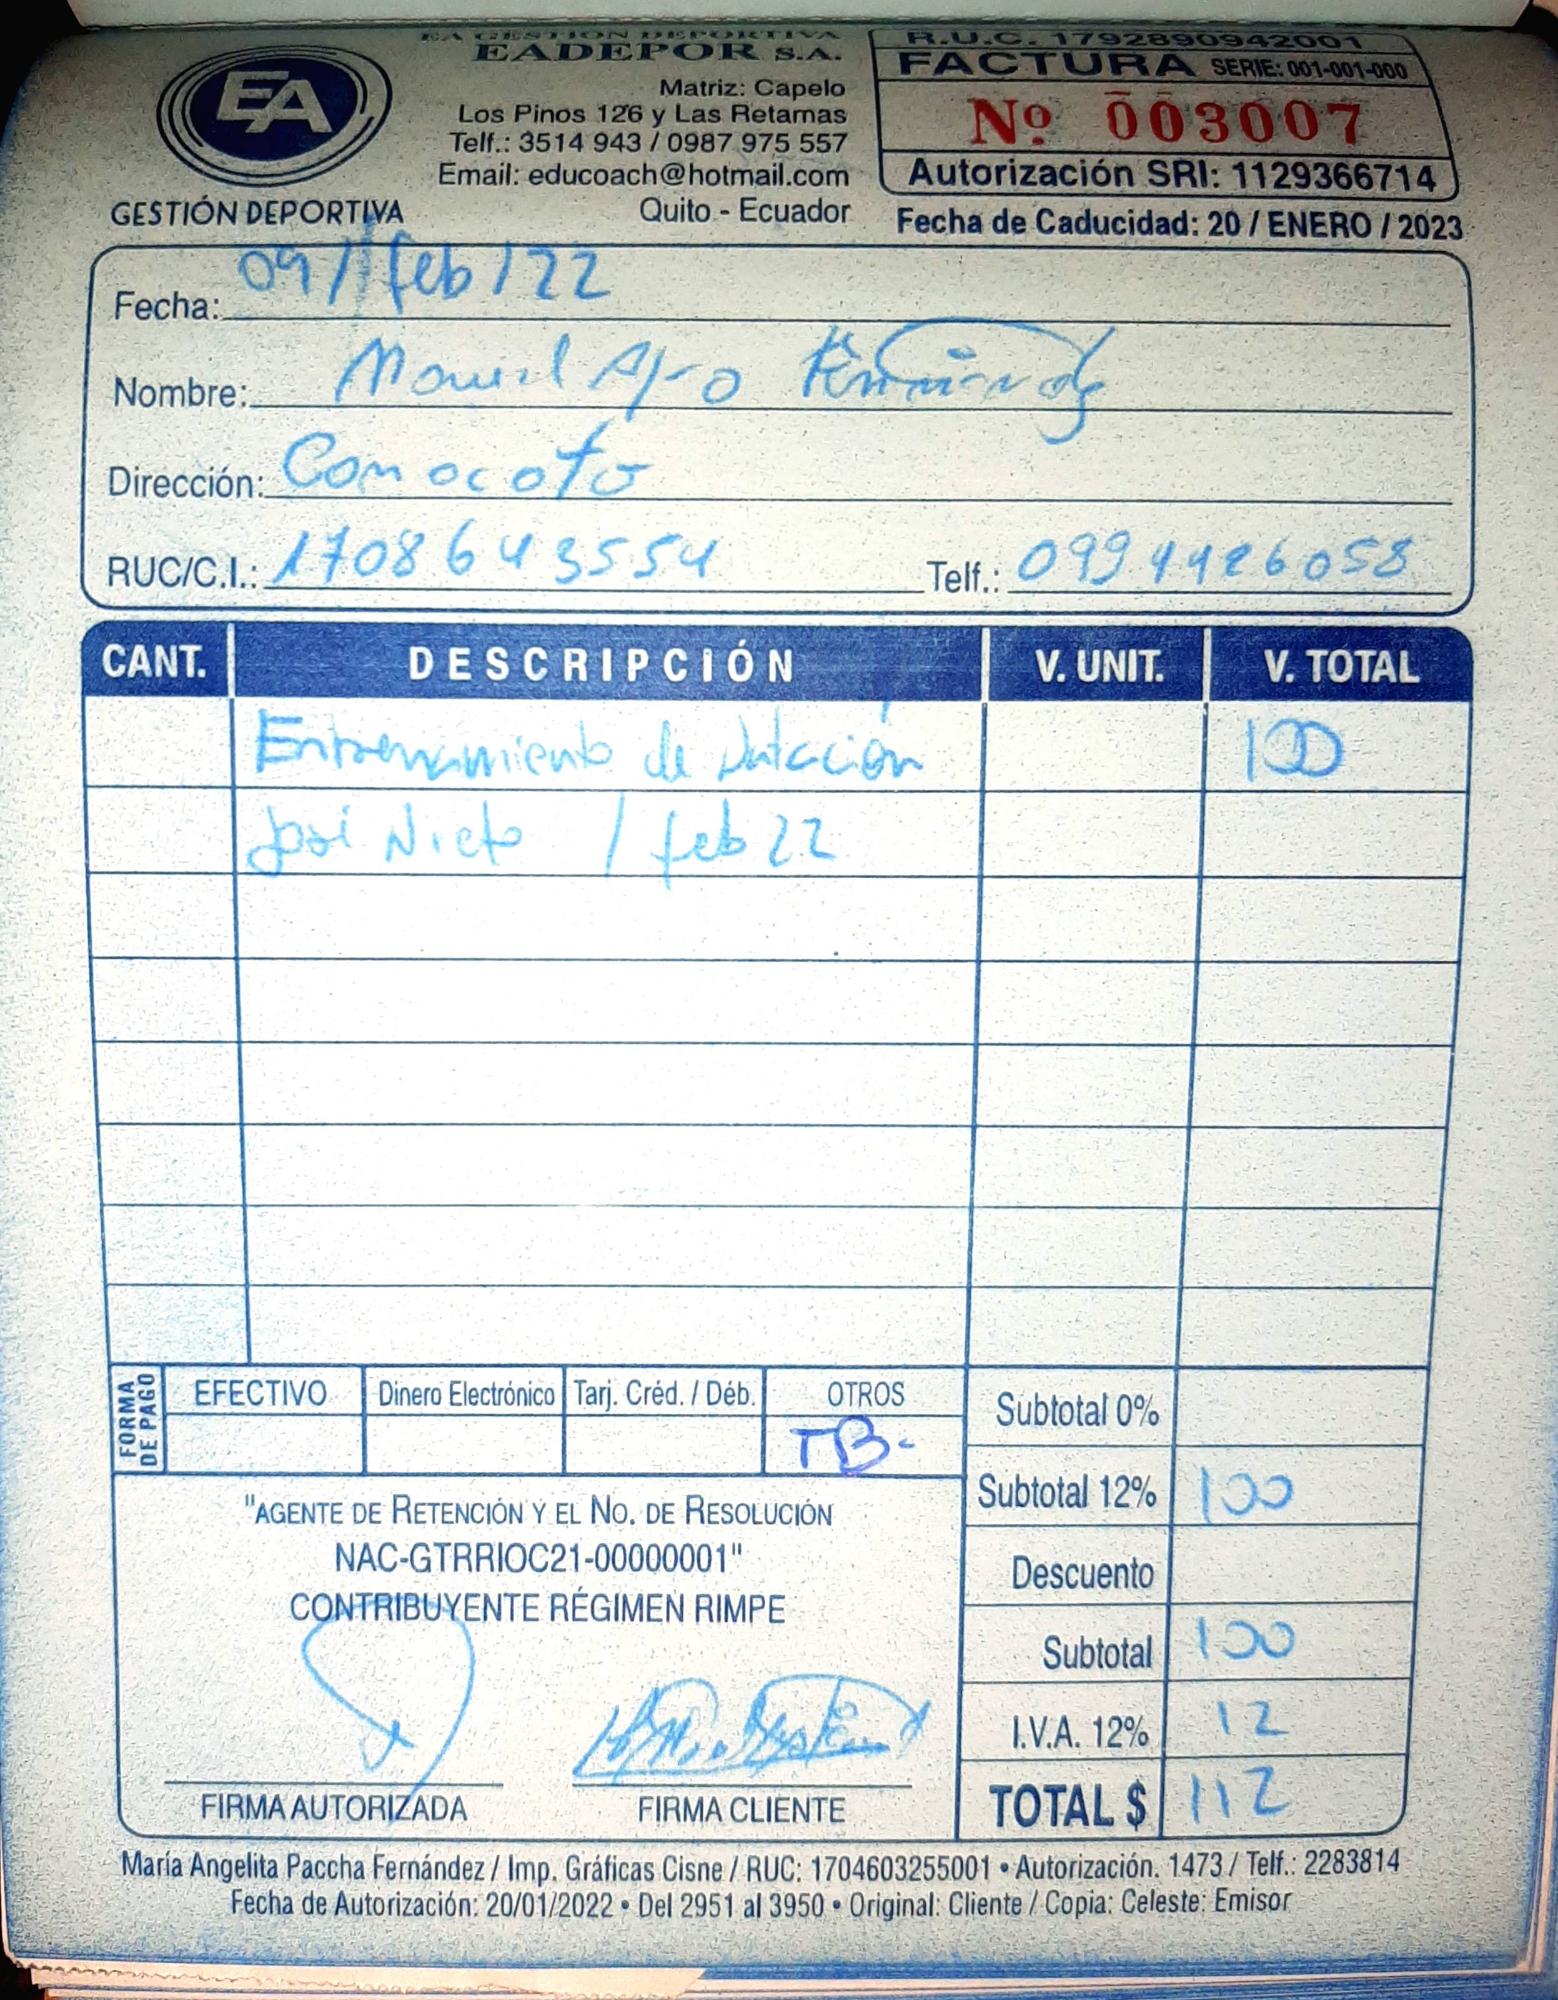 EA GESTIÓN DEPORTIVA
EADEPOR S.A.
Matriz: Capelo
Los Pinos 126 y Las Retamas
Telf.: 3514 943 / 0987 975 557
Email: educoach@hotmail.com
Quito - Ecuador
EA
GESTIÓN DEPORTIVA
R.U.C. 1792890942001
FACTURA SERIE: 001-001-000
Nº 003007
Autorización SRI: 1129366714
Fecha de Caducidad: 20 / ENERO / 2023
Fecha: 09/feb/22
Nombre: Manuel
Dirección: Conocoto
RUC/C.I.: 1708643554 Telf.: 0994426058
CANT. DESCRIPCIÓN V. UNIT. V. TOTAL
Entrenamiento de Natación 100
José Nieto / feb 22
FORMA DE PAGO
EFECTIVO Dinero Electrónico Tarj. Créd. / Déb. OTROS
TB-
Subtotal 0%
Subtotal 12% 100
Descuento
Subtotal 100
I.V.A. 12% 12
TOTAL $ 112
"AGENTE DE RETENCIÓN Y EL NO. DE RESOLUCIÓN
NAC-GTRRIOC21-00000001"
CONTRIBUYENTE RÉGIMEN RIMPE
FIRMA AUTORIZADA FIRMA CLIENTE
María Angelita Paccha Fernández / Imp. Gráficas Cisne / RUC: 1704603255001 • Autorización. 1473 / Telf.: 2283814
Fecha de Autorización: 20/01/2022 • Del 2951 al 3950 • Original: Cliente / Copia: Celeste: Emisor